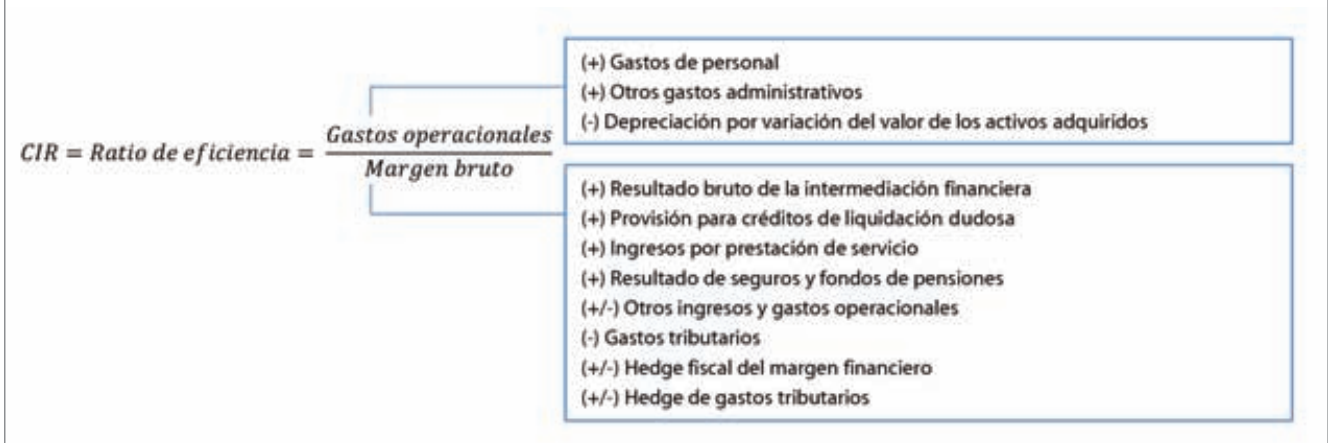 CIR = Ratio de eficiencia = Gastos operacionales / Margen bruto
(+) Gastos de personal
(+) Otros gastos administrativos
(-) Depreciación por variación del valor de los activos adquiridos
(+) Resultado bruto de la intermediación financiera
(+) Provisión para créditos de liquidación dudosa
(+) Ingresos por prestación de servicio
(+) Resultado de seguros y fondos de pensiones
(+/-) Otros ingresos y gastos operacionales
(-) Gastos tributarios
(+/-) Hedge fiscal del margen financiero
(+/-) Hedge de gastos tributarios